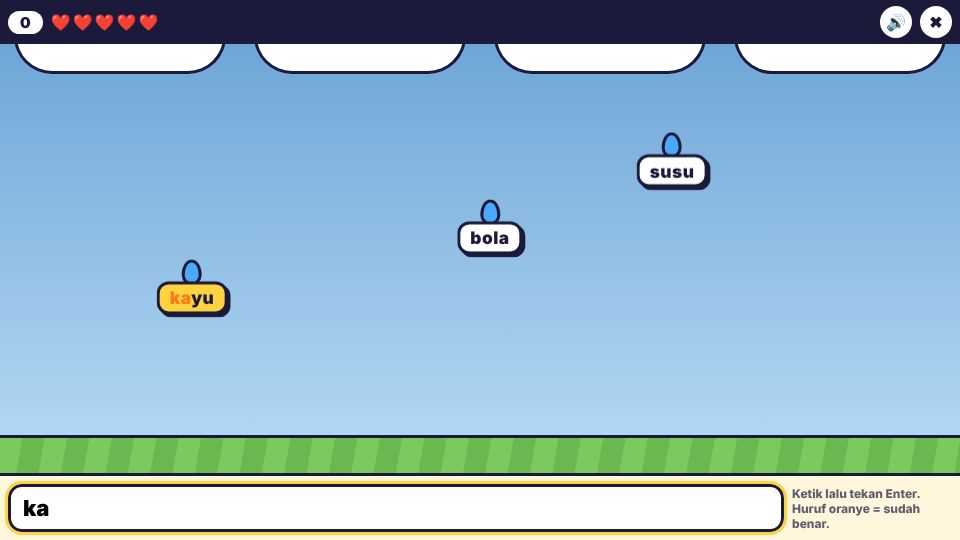 0
susu
bola
kayu
ka
Ketik lalu tekan Enter.
Huruf oranye = sudah
benar.